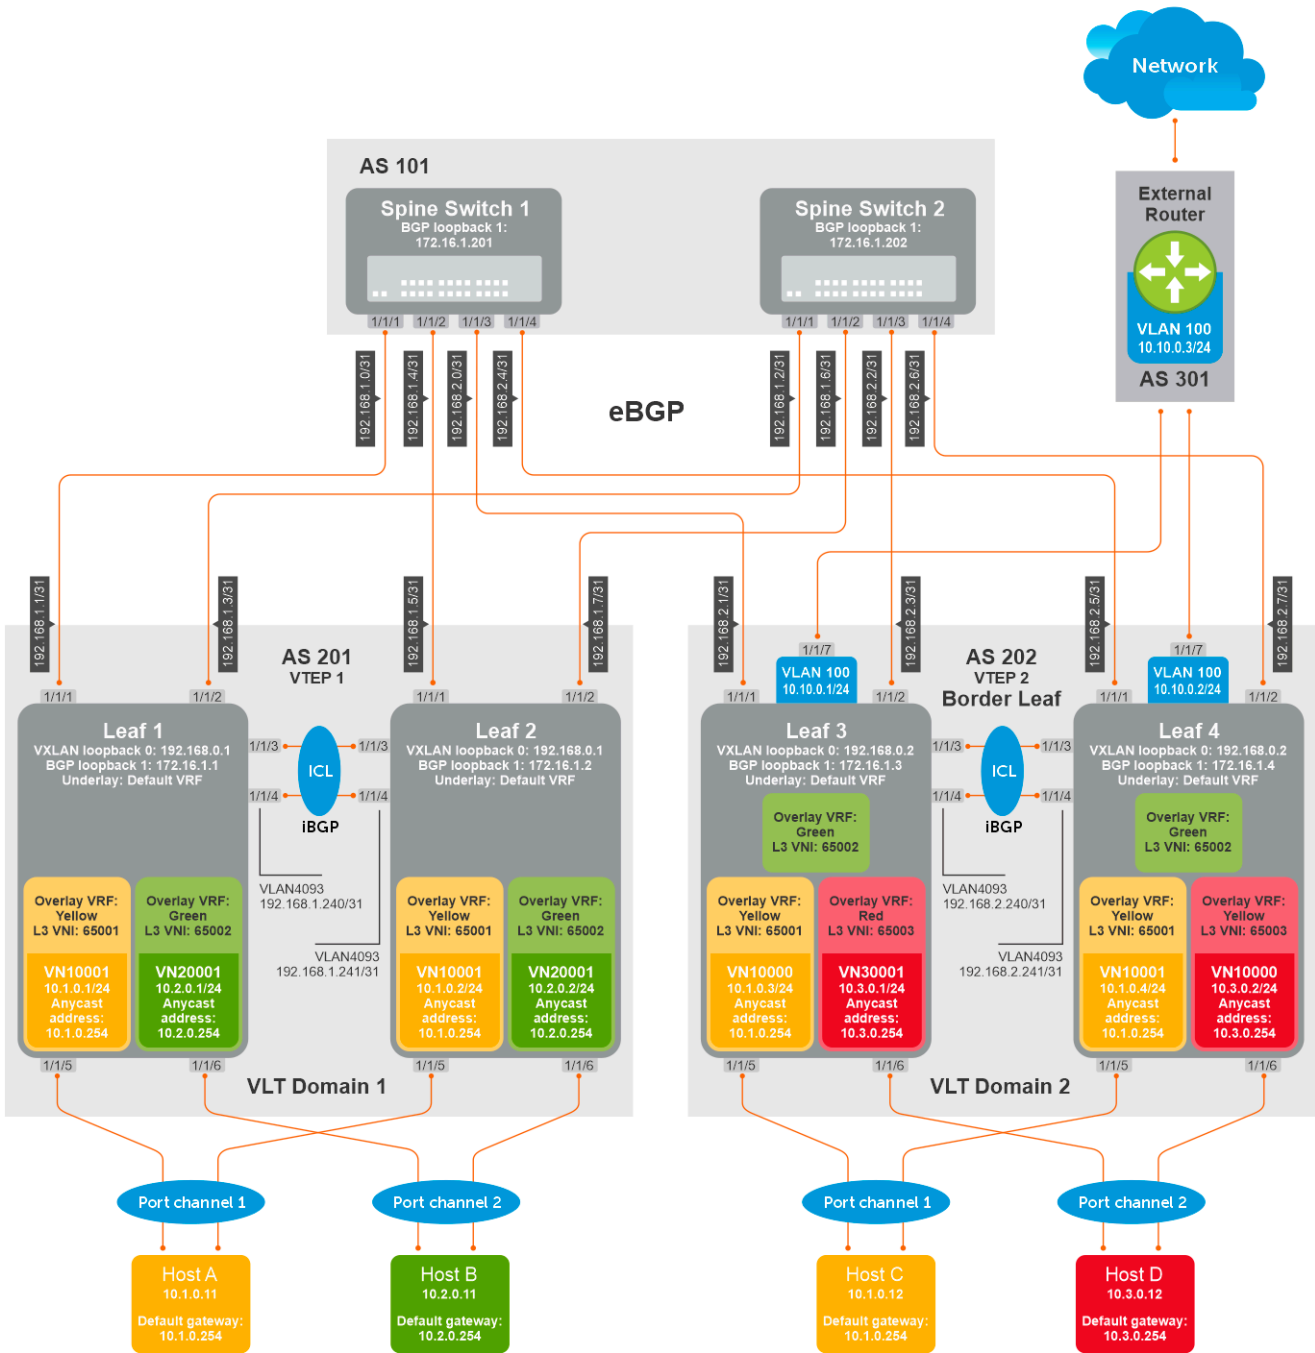 Network
AS 101
Spine Switch 1
BGP loopback 1:
172.16.1.201
Spine Switch 2
BGP loopback 1:
172.16.1.202
External
Router
VLAN 100
10.10.0.3/24
AS 301
1/1/1
1/1/2
1/1/3
1/1/4
1/1/1
1/1/2
1/1/3
1/1/4
192.168.1.0/31
192.168.1.4/31
192.168.2.0/31
192.168.2.4/31
192.168.1.2/31
192.168.1.6/31
192.168.2.2/31
192.168.2.6/31
eBGP
192.168.1.1/31
192.168.1.3/31
192.168.1.5/31
192.168.1.7/31
192.168.2.1/31
192.168.2.3/31
192.168.2.5/31
192.168.2.7/31
AS 201
VTEP 1
1/1/1
1/1/2
1/1/1
1/1/2
Leaf 1
VXLAN loopback 0: 192.168.0.1
BGP loopback 1: 172.16.1.1
Underlay: Default VRF
1/1/3
1/1/4
ICL
iBGP
1/1/3
1/1/4
Leaf 2
VXLAN loopback 0: 192.168.0.1
BGP loopback 1: 172.16.1.2
Underlay: Default VRF
VLAN4093
192.168.1.240/31
VLAN4093
192.168.1.241/31
Overlay VRF:
Yellow
L3 VNI: 65001
VN10001
10.1.0.1/24
Anycast
address:
10.1.0.254
Overlay VRF:
Green
L3 VNI: 65002
VN20001
10.2.0.1/24
Anycast
address:
10.2.0.254
Overlay VRF:
Yellow
L3 VNI: 65001
VN10001
10.1.0.2/24
Anycast
address:
10.1.0.254
Overlay VRF:
Green
L3 VNI: 65002
VN20001
10.2.0.2/24
Anycast
address:
10.2.0.254
1/1/5
1/1/6
1/1/5
1/1/6
VLT Domain 1
AS 202
VTEP 2
Border Leaf
1/1/7
VLAN 100
10.10.0.1/24
1/1/7
VLAN 100
10.10.0.2/24
1/1/1
1/1/2
1/1/1
1/1/2
Leaf 3
VXLAN loopback 0: 192.168.0.2
BGP loopback 1: 172.16.1.3
Underlay: Default VRF
1/1/3
1/1/4
ICL
iBGP
1/1/3
1/1/4
Leaf 4
VXLAN loopback 0: 192.168.0.2
BGP loopback 1: 172.16.1.4
Underlay: Default VRF
Overlay VRF:
Green
L3 VNI: 65002
Overlay VRF:
Green
L3 VNI: 65002
VLAN4093
192.168.2.240/31
VLAN4093
192.168.2.241/31
Overlay VRF:
Yellow
L3 VNI: 65001
VN10000
10.1.0.3/24
Anycast
address:
10.1.0.254
Overlay VRF:
Red
L3 VNI: 65003
VN30001
10.3.0.1/24
Anycast
address:
10.3.0.254
Overlay VRF:
Yellow
L3 VNI: 65001
VN10001
10.1.0.4/24
Anycast
address:
10.1.0.254
Overlay VRF:
Yellow
L3 VNI: 65003
VN10000
10.3.0.2/24
Anycast
address:
10.3.0.254
1/1/5
1/1/6
1/1/5
1/1/6
VLT Domain 2
Port channel 1
Port channel 2
Port channel 1
Port channel 2
Host A
10.1.0.11
Default gateway:
10.1.0.254
Host B
10.2.0.11
Default gateway:
10.2.0.254
Host C
10.1.0.12
Default gateway:
10.1.0.254
Host D
10.3.0.12
Default gateway:
10.3.0.254